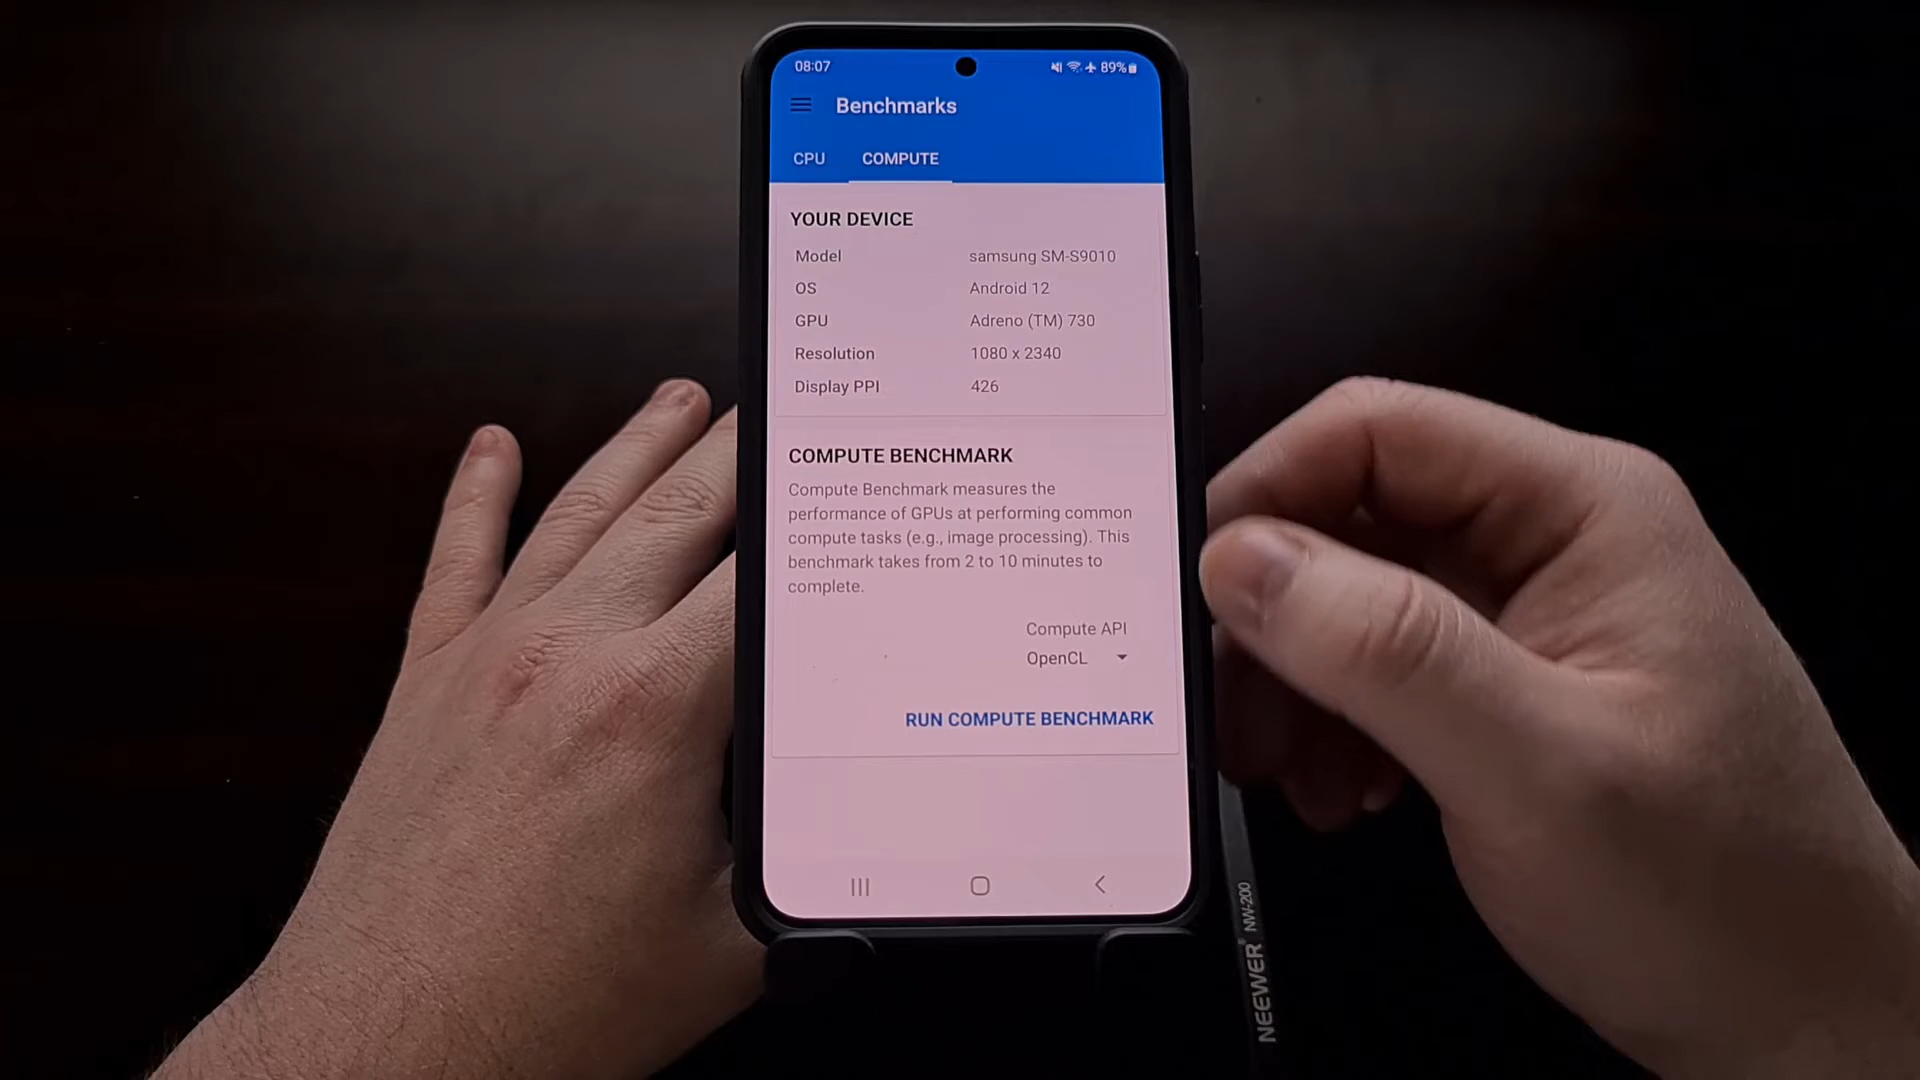 08:07
89%
Benchmarks
CPU COMPUTE
YOUR DEVICE
Model samsung SM-S9010
OS Android 12
GPU Adreno (TM) 730
Resolution 1080 x 2340
Display PPI 426
COMPUTE BENCHMARK
Compute Benchmark measures the
performance of GPUs at performing common
compute tasks (e.g., image processing). This
benchmark takes from 2 to 10 minutes to
complete.
Compute API
OpenCL
RUN COMPUTE BENCHMARK
NEEWER® NW-200